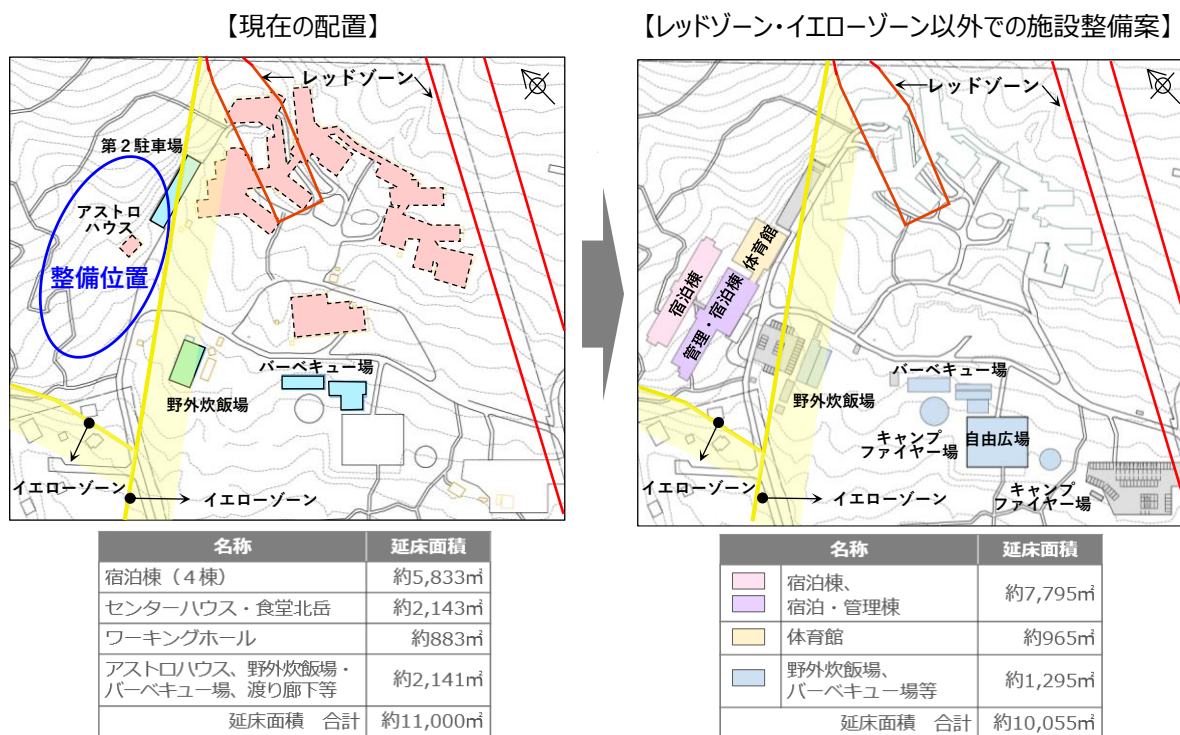 【現在の配置】
レッドゾーン
第2駐車場
アストロ
ハウス
整備位置
バーベキュー場
野外炊飯場
イエローゾーン
イエローゾーン
名称 延床面積
宿泊棟（4棟） 約5,833㎡
センターハウス・食堂北岳 約2,143㎡
ワーキングホール 約883㎡
アストロハウス、野外炊飯場・
バーベキュー場、渡り廊下等 約2,141㎡
延床面積 合計 約11,000㎡
【レッドゾーン・イエローゾーン以外での施設整備案】
レッドゾーン
体育館
宿泊棟
管理・宿泊棟
バーベキュー場
野外炊飯場
キャンプ
ファイヤー場
自由広場
イエローゾーン
イエローゾーン
キャンプ
ファイヤー場
名称 延床面積
宿泊棟、
宿泊・管理棟 約7,795㎡
体育館 約965㎡
野外炊飯場、
バーベキュー場等 約1,295㎡
延床面積 合計 約10,055㎡